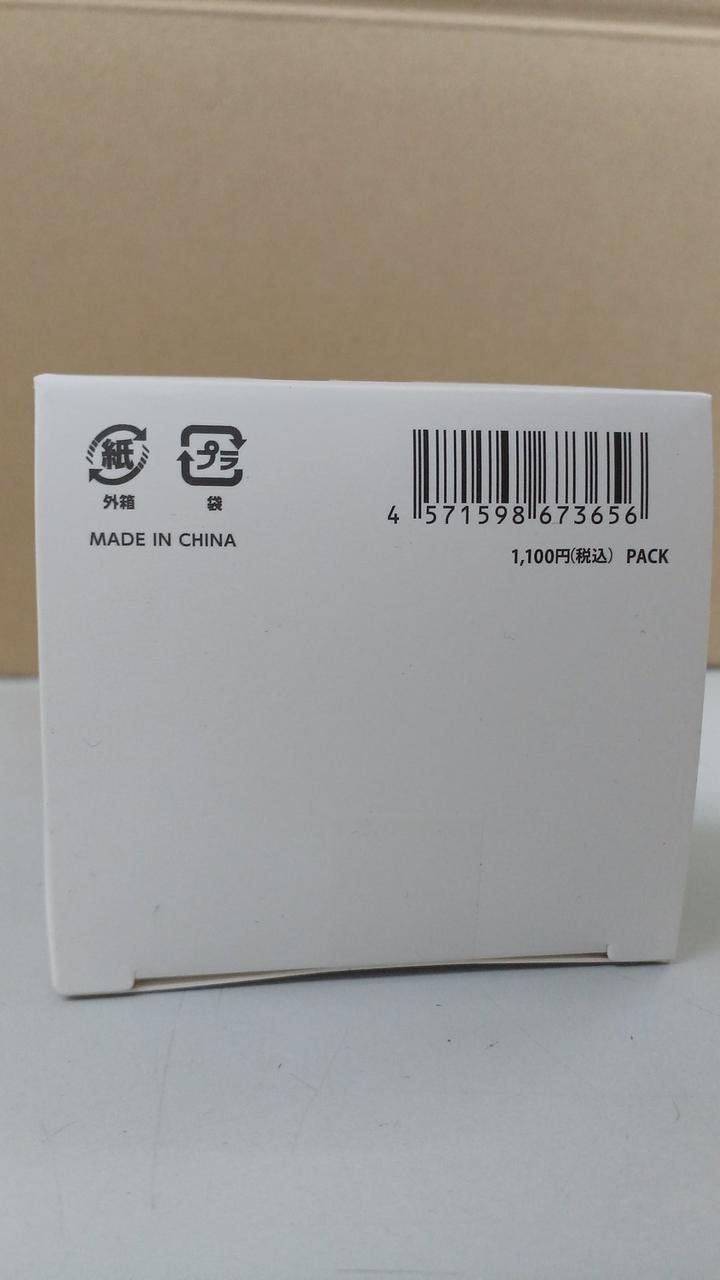 紙 プラ
外箱 袋
MADE IN CHINA
4 571598 673656
1,100円(税込) PACK